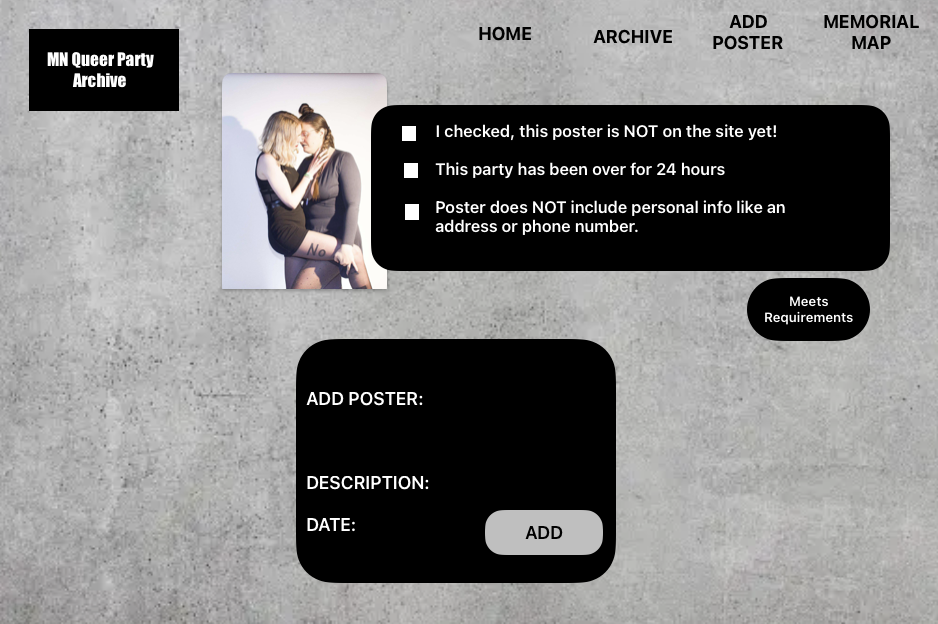 MN Queer Party
Archive
HOME
ARCHIVE
ADD
POSTER
MEMORIAL
MAP
I checked, this poster is NOT on the site yet!
This party has been over for 24 hours
Poster does NOT include personal info like an
address or phone number.
No
Meets
Requirements
ADD POSTER:
DESCRIPTION:
DATE:
ADD